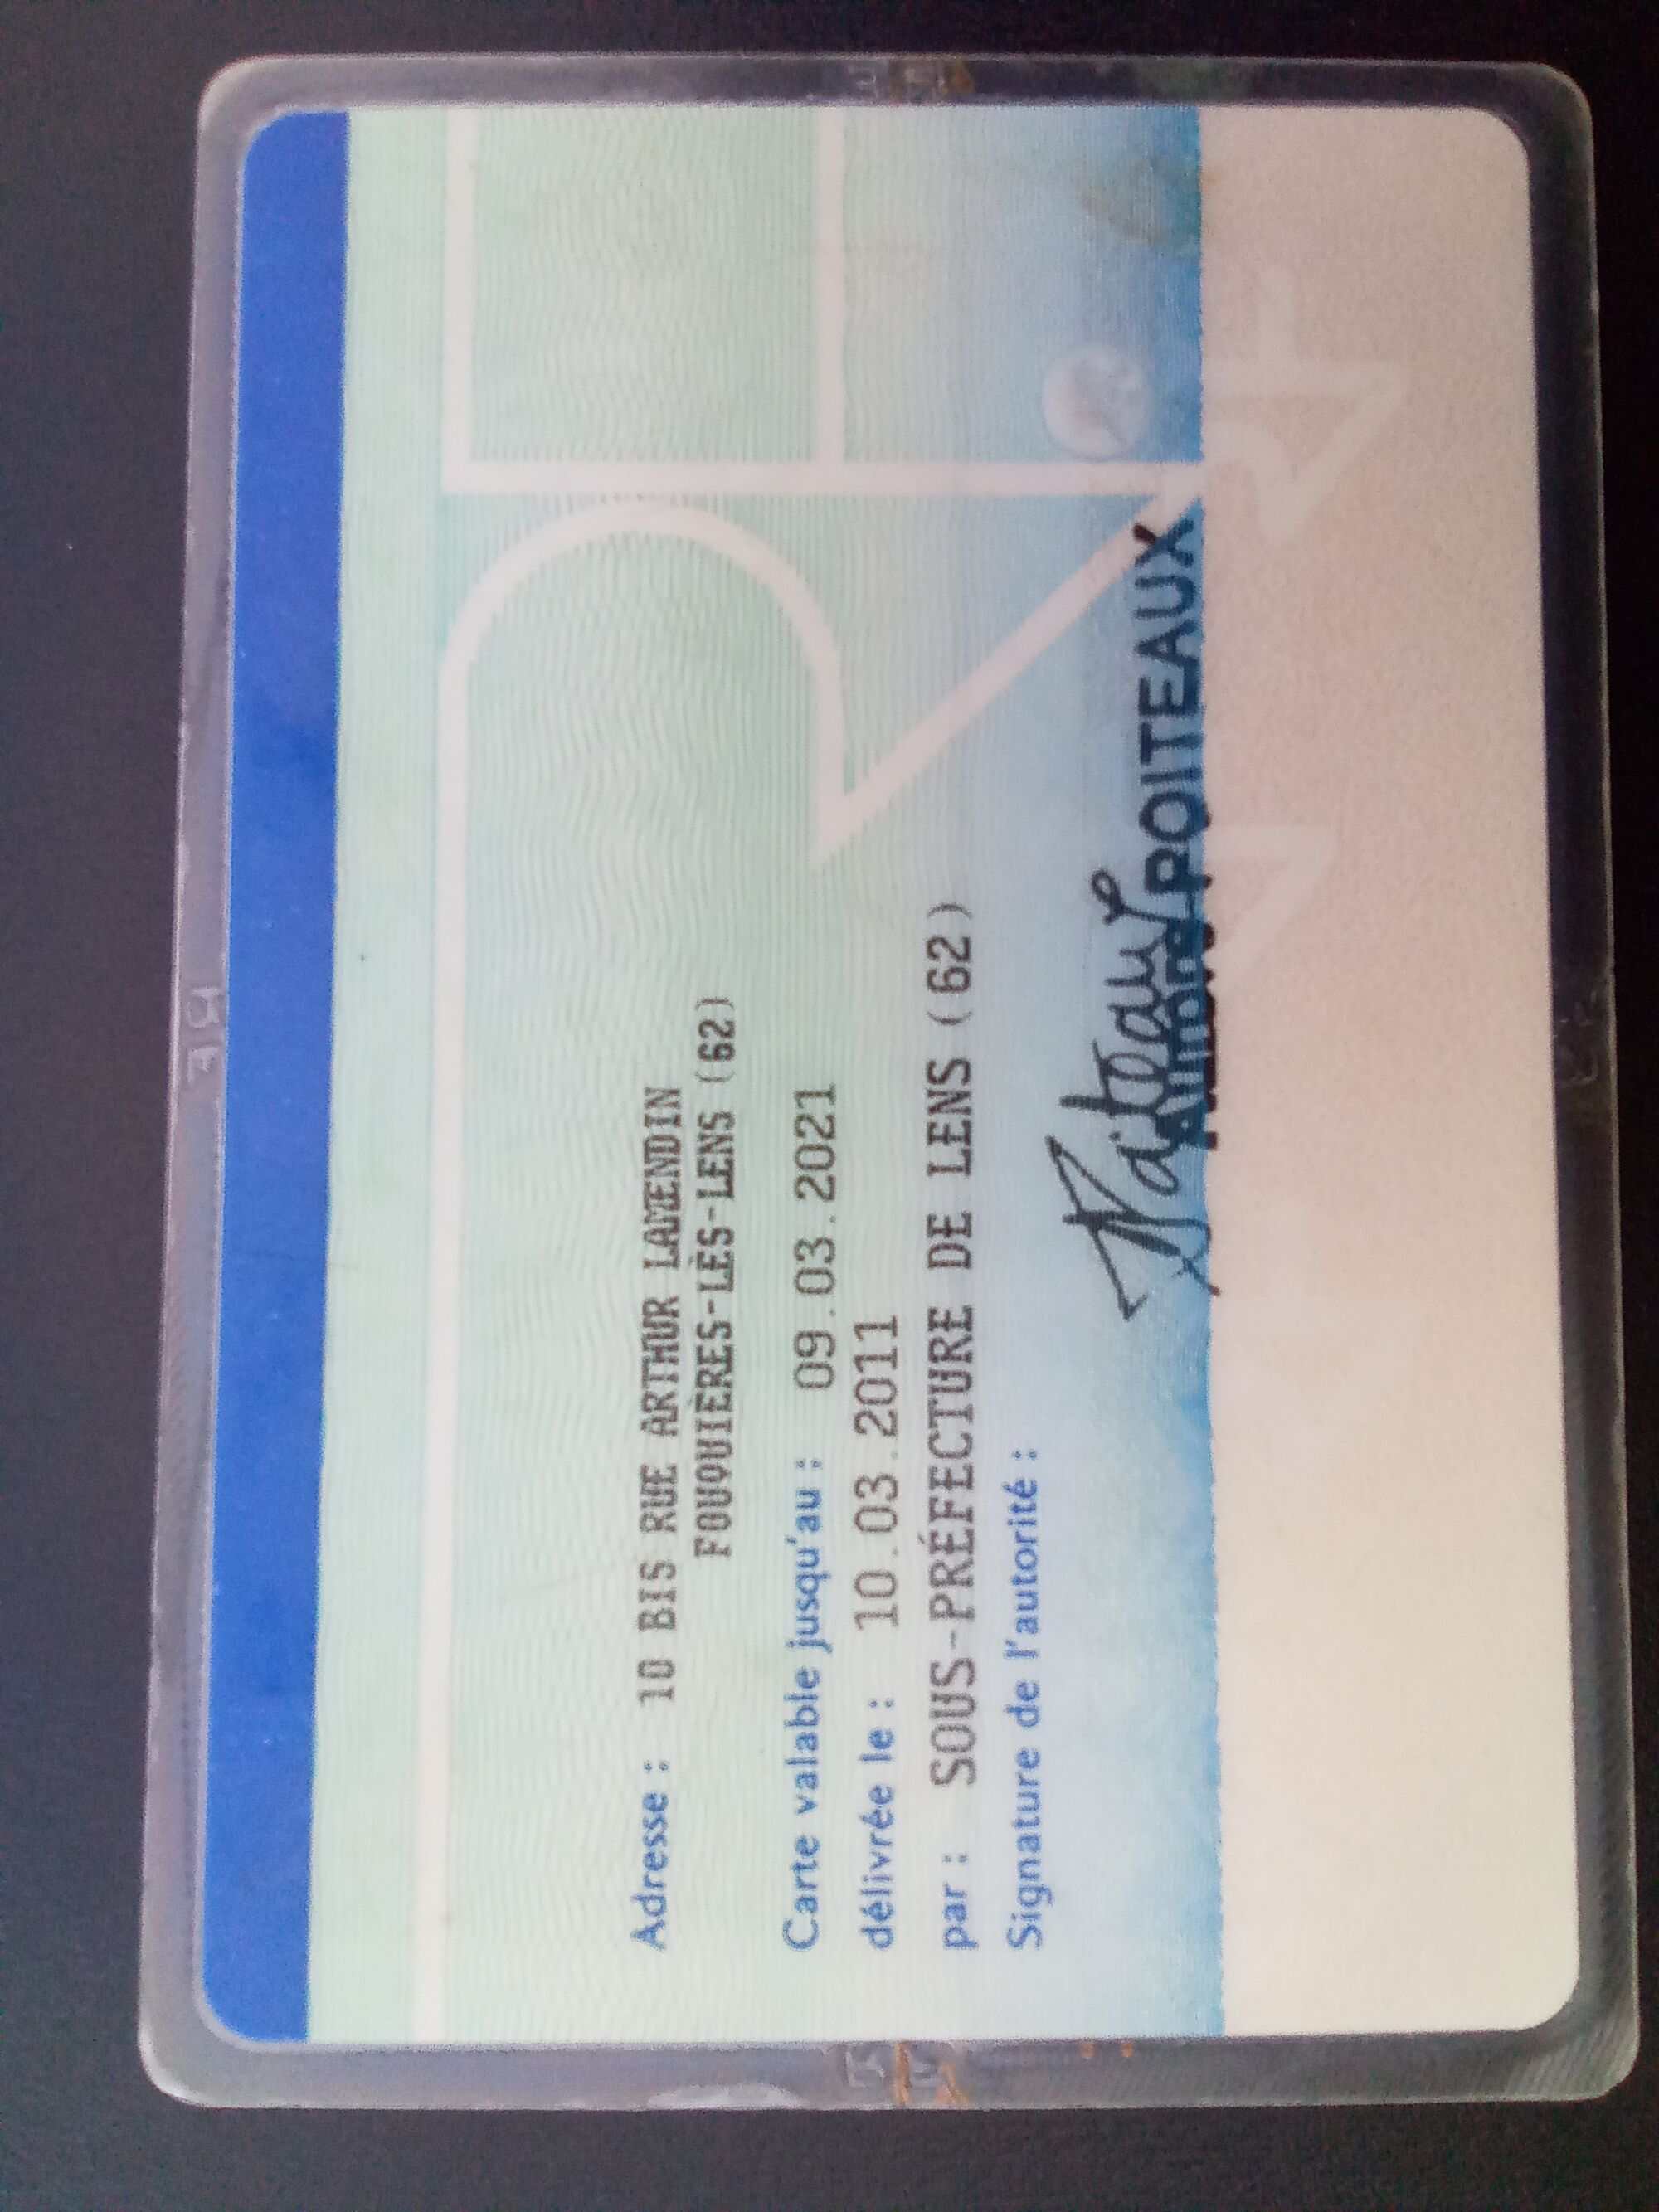 Adresse : 10 BIS RUE ARTHUR LAMENDIN
FOUQUIÈRES-LÈS-LENS (62)
Carte valable jusqu'au : 09.03.2021
délivrée le : 10.03.2011
par : SOUS-PRÉFECTURE DE LENS (62)
Signature de l'autorité :
POITEAUX